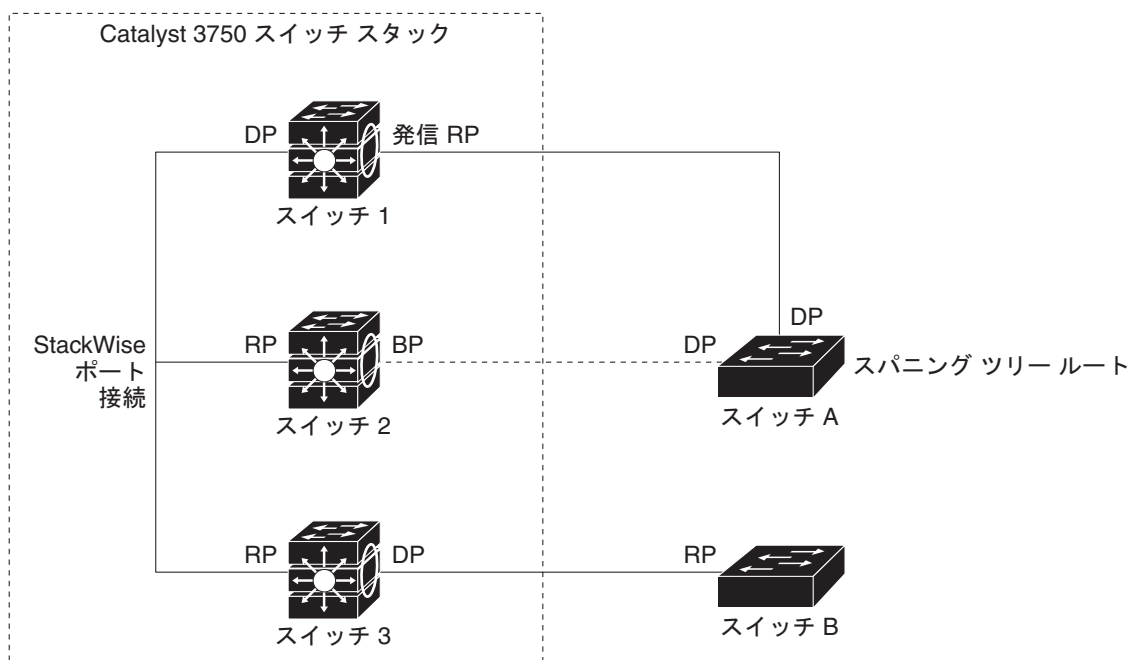 Catalyst 3750 スイッチ スタック
DP
発信 RP
スイッチ 1
DP
StackWise
ポート
接続
RP
BP
DP
スパニング ツリー ルート
スイッチ 2
スイッチ A
RP
DP
RP
スイッチ 3
スイッチ B